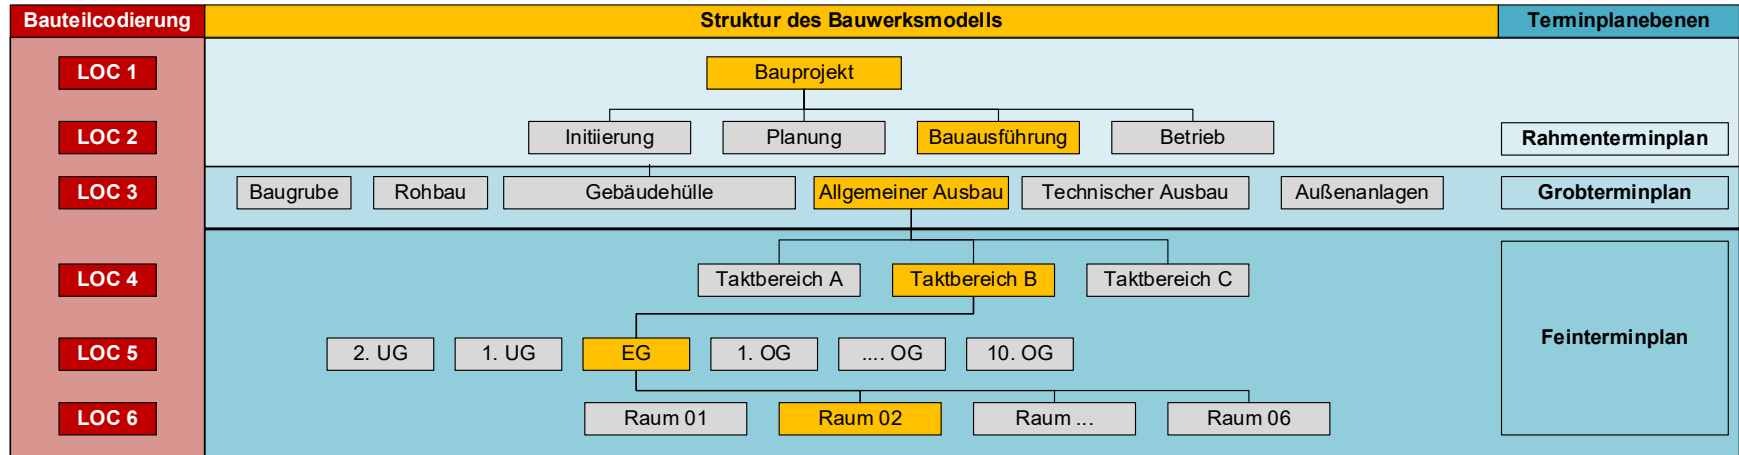 Bauteilcodierung Struktur des Bauwerksmodells Terminplanebenen
LOC 1 Bauprojekt
LOC 2 Initiierung Planung Bauausführung Betrieb Rahmenterminplan
LOC 3 Baugrube Rohbau Gebäudehülle Allgemeiner Ausbau Technischer Ausbau Außenanlagen Grobterminplan
LOC 4 Taktbereich A Taktbereich B Taktbereich C
Feinterminplan
LOC 5 2. UG 1. UG EG 1. OG .... OG 10. OG
LOC 6 Raum 01 Raum 02 Raum ... Raum 06